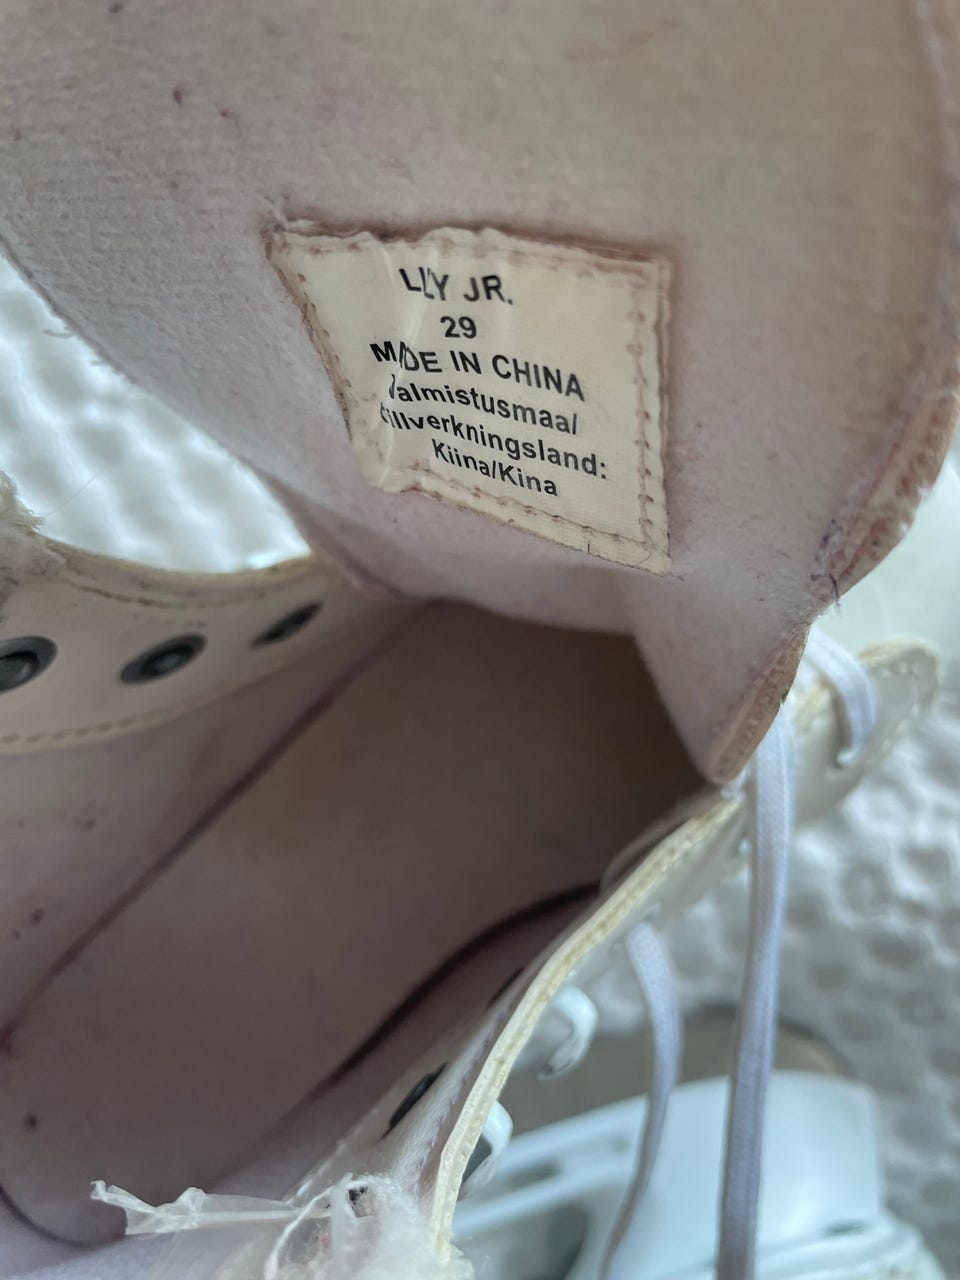 LILY JR.
29
MADE IN CHINA
Valmistusmaa/
tillverkningsland:
Kiina/Kina